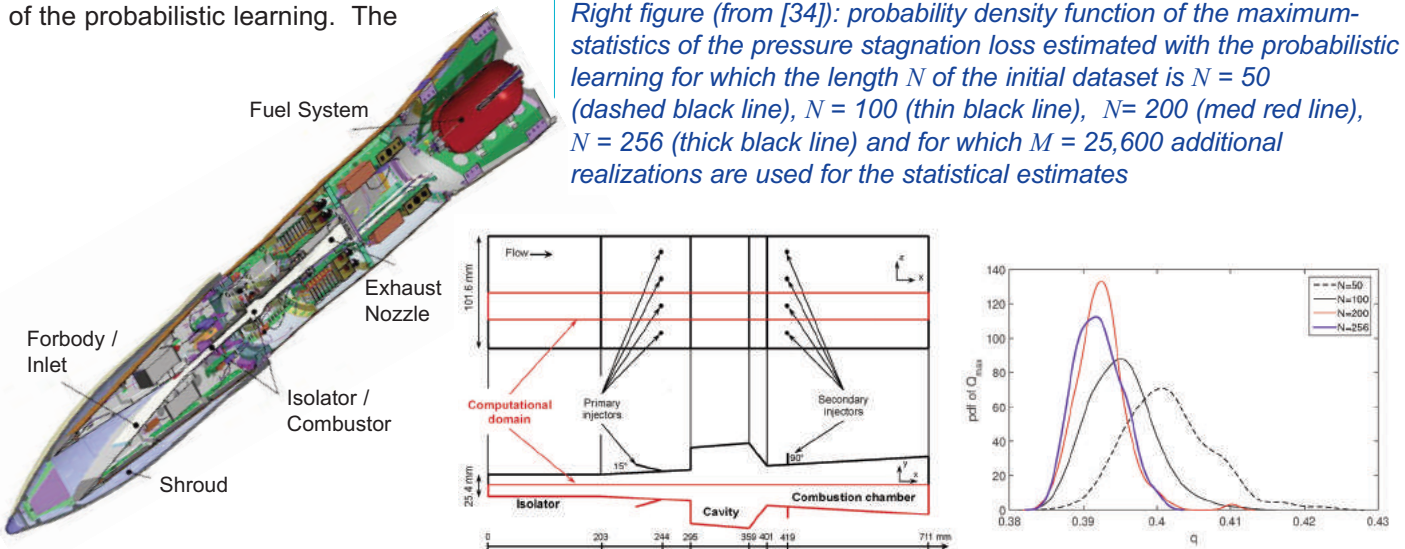 of the probabilistic learning. The
Right figure (from [34]): probability density function of the maximum-
statistics of the pressure stagnation loss estimated with the probabilistic
learning for which the length N of the initial dataset is N = 50
(dashed black line), N = 100 (thin black line), N= 200 (med red line),
N = 256 (thick black line) and for which M = 25,600 additional
realizations are used for the statistical estimates
Fuel System
Exhaust
Nozzle
Forbody /
Inlet
Isolator /
Combustor
Shroud
Flow
z
x
101.6 mm
Computational
domain
Primary
injectors
Secondary
injectors
15°
90°
y
x
25.4 mm
Isolator
Cavity
Combustion chamber
0 203 244 295 359 401 419 711 mm
pdf of Qmax
140
120
100
80
60
40
20
0
N=50
N=100
N=200
N=256
0.38 0.39 0.4 0.41 0.42 0.43
q